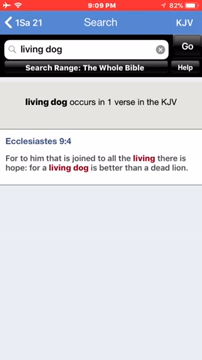 9:09 PM 82%
1Sa 21 Search KJV
living dog Go
Search Range: The Whole Bible Help
living dog occurs in 1 verse in the KJV
Ecclesiastes 9:4
For to him that is joined to all the living there is
hope: for a living dog is better than a dead lion.